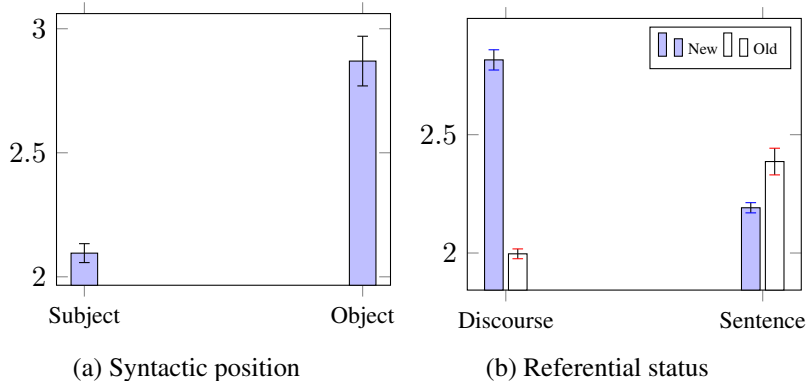 3
2.5
2
Subject Object
(a) Syntactic position
New Old
2.5
2
Discourse Sentence
(b) Referential status